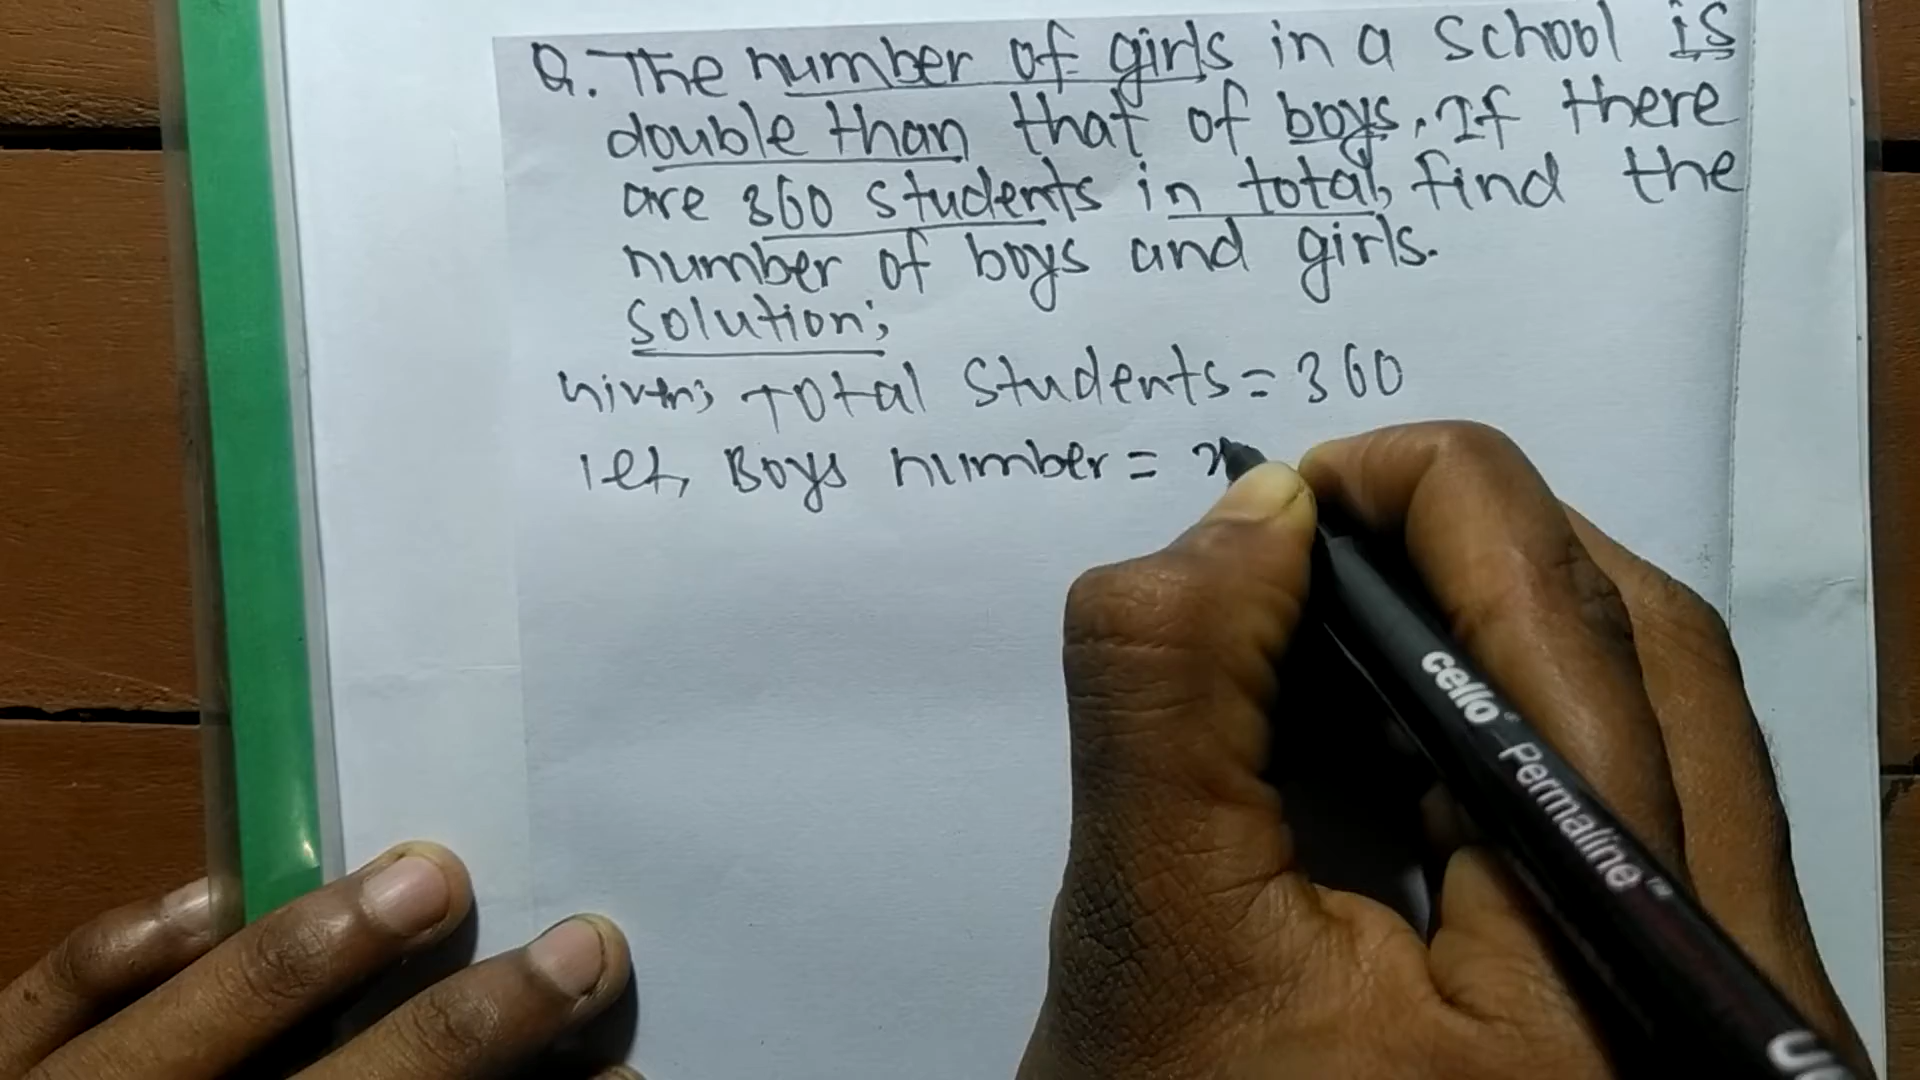 Q. The number of girls in a school is
double than that of boys. If there
are 360 students in total, find the
number of boys and girls.
Solution;
Given; Total Students = 360
let, Boys number = x
cello Permaline™